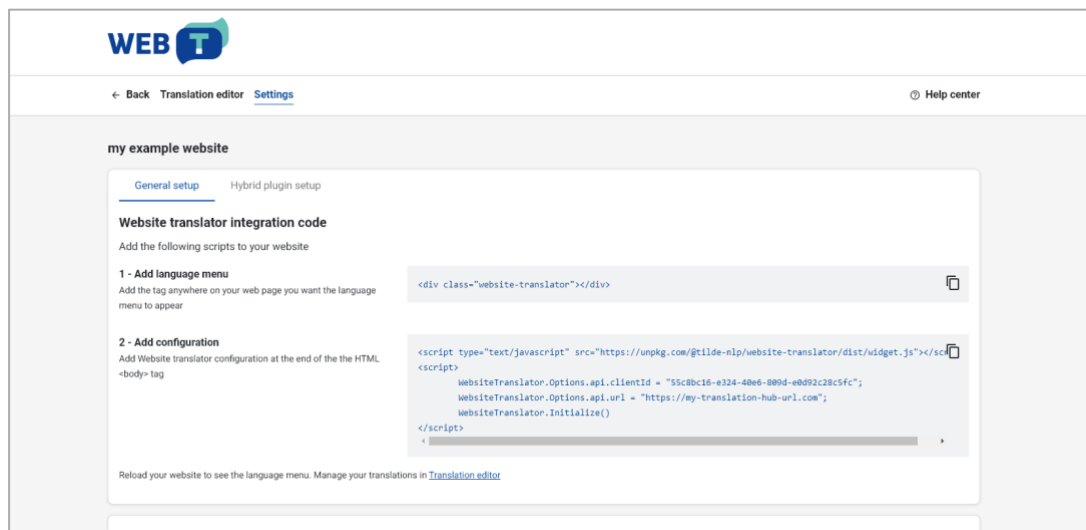 WEB T
← Back Translation editor Settings
Help center
my example website
General setup Hybrid plugin setup
Website translator integration code
Add the following scripts to your website
1 - Add language menu
Add the tag anywhere on your web page you want the language
menu to appear
<div class="website-translator"></div>
2 - Add configuration
Add Website translator configuration at the end of the the HTML
<body> tag
<script type="text/javascript" src="https://unpkg.com/@tilde-nlp/website-translator/dist/widget.js"></scr
<script>
WebsiteTranslator.Options.api.clientId = "55c8bc16-e324-40e6-809d-e0d92c28c5fc";
WebsiteTranslator.Options.api.url = "https://my-translation-hub-url.com";
WebsiteTranslator.Initialize()
</script>
Reload your website to see the language menu. Manage your translations in Translation editor